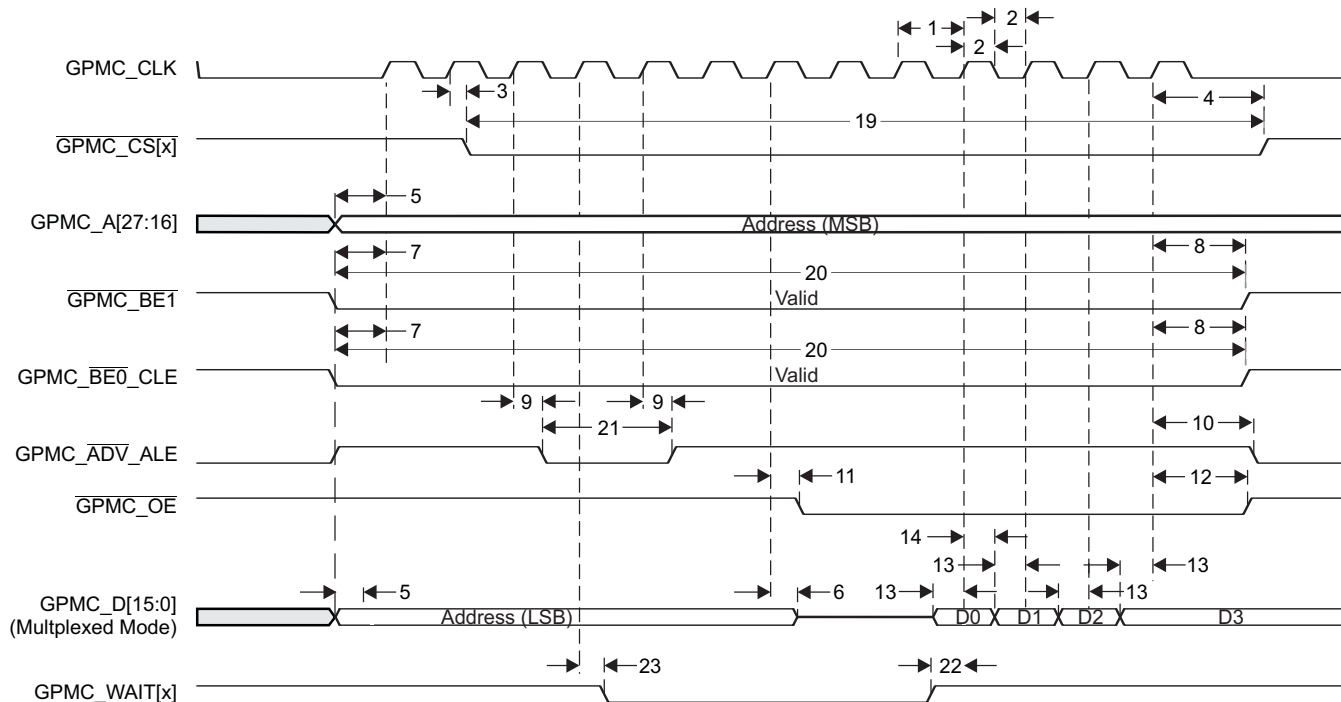 1
2
2
GPMC_CLK
3
4
19
GPMC_CS[x]
5
GPMC_A[27:16]
Address (MSB)
7
8
20
GPMC_BE1
Valid
7
8
20
GPMC_BE0_CLE
Valid
9
9
21
10
GPMC_ADV_ALE
11
12
GPMC_OE
14
13
13
5
6
13
13
GPMC_D[15:0]
(Multplexed Mode)
Address (LSB)
D0
D1
D2
D3
23
22
GPMC_WAIT[x]